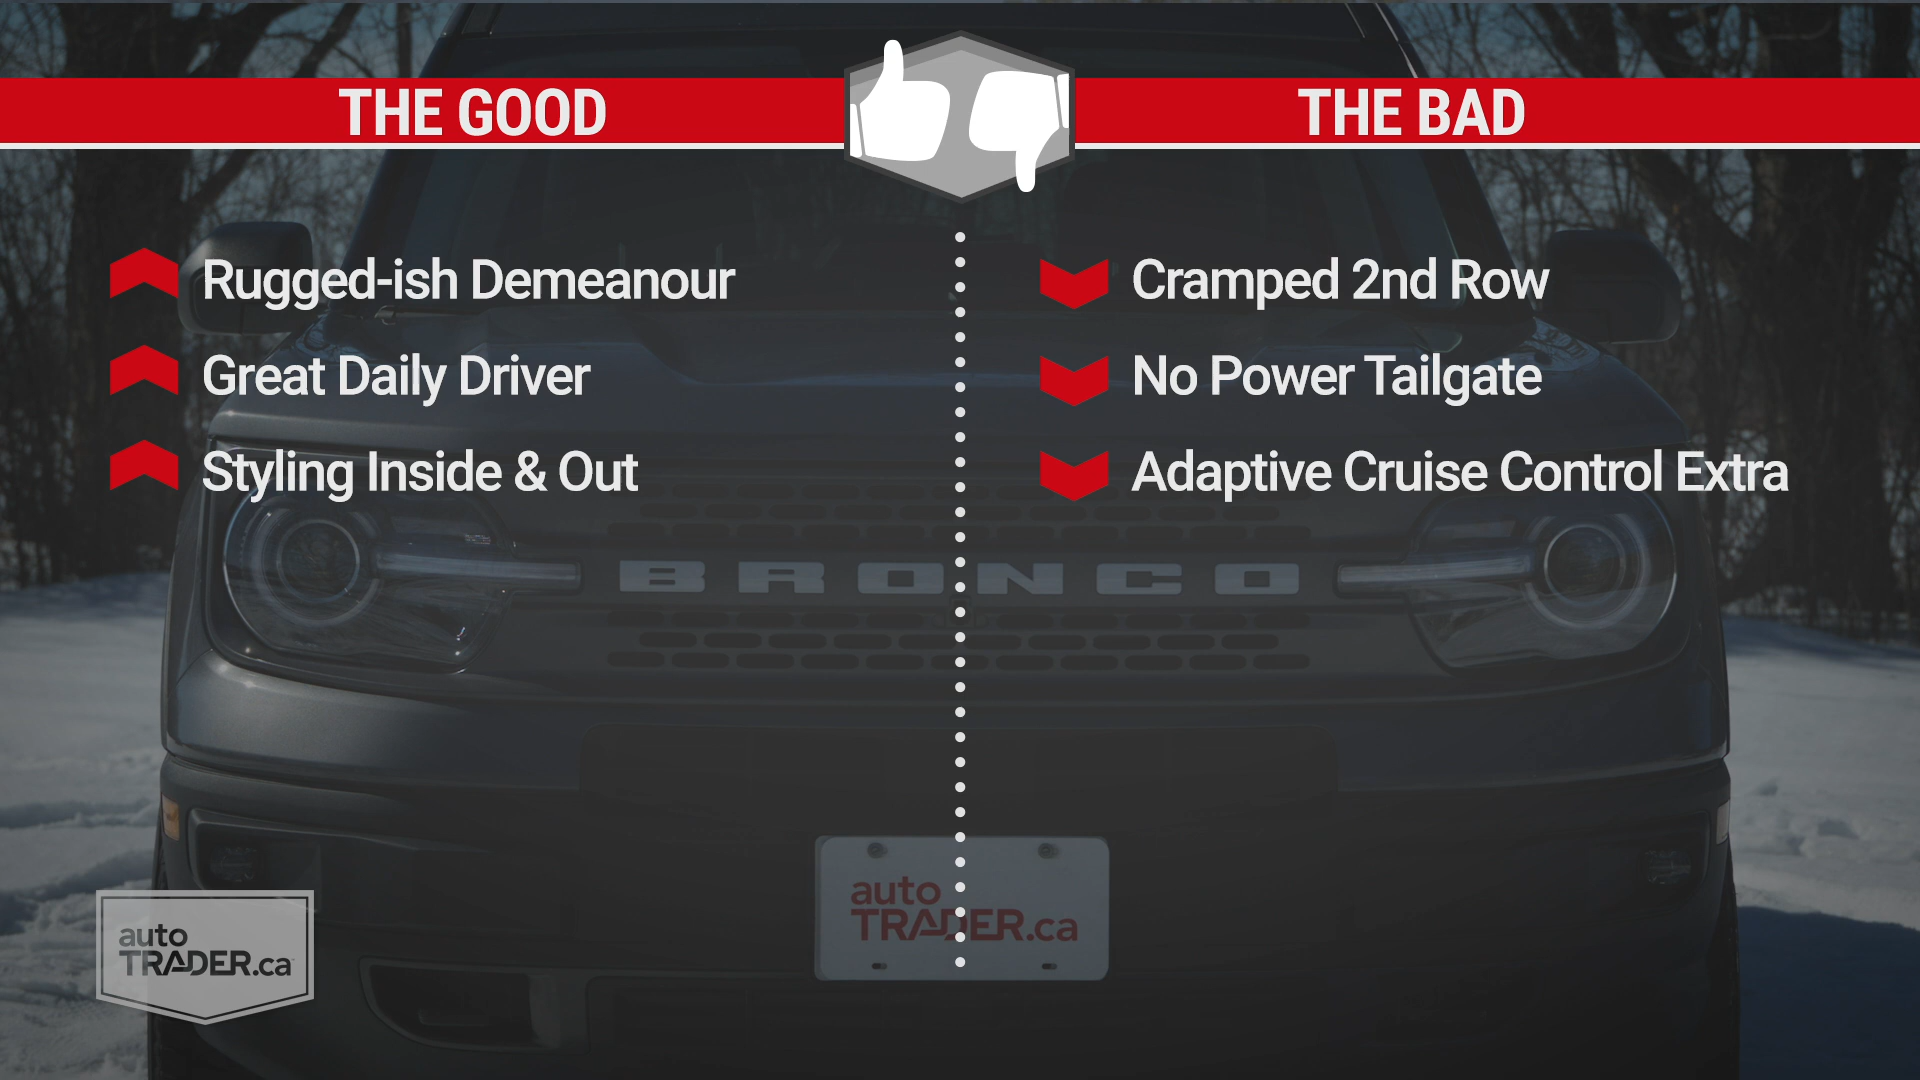 THE GOOD
THE BAD
Rugged-ish Demeanour
Great Daily Driver
Styling Inside & Out
Cramped 2nd Row
No Power Tailgate
Adaptive Cruise Control Extra
BRONCO
auto
TRADER.ca
auto
TRADER.ca